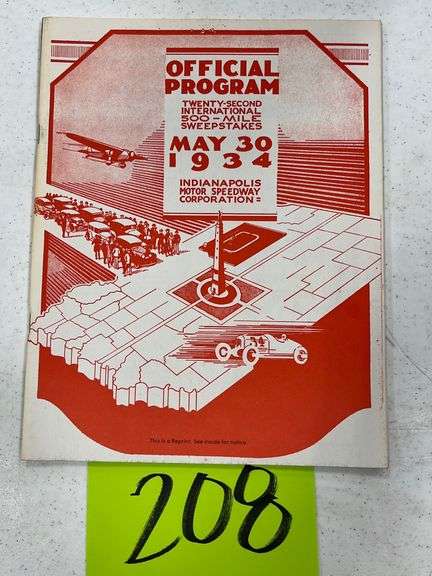 OFFICIAL
PROGRAM
TWENTY-SECOND
INTERNATIONAL
500-MILE
SWEEPSTAKES
MAY 30
1934
INDIANAPOLIS
MOTOR SPEEDWAY
CORPORATION=
This is a Reprint. See inside for notice.
208